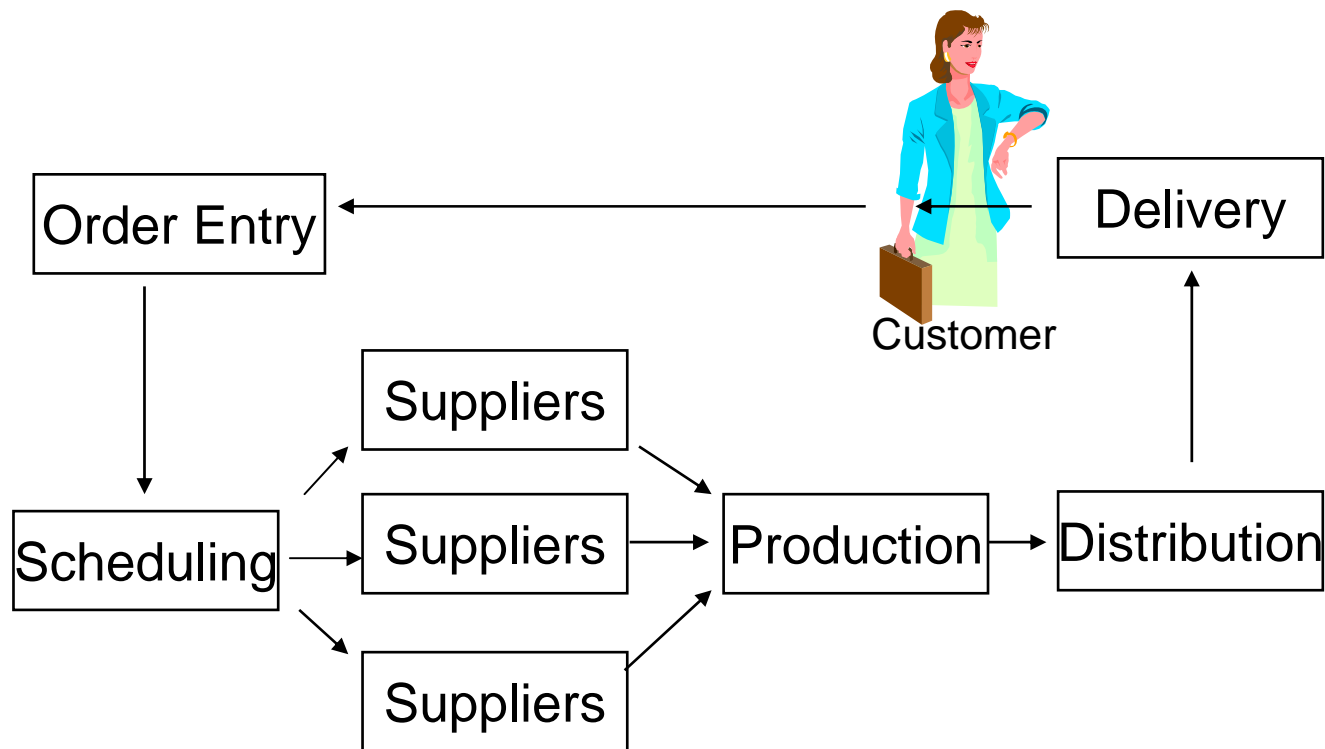 Order Entry
Delivery
Customer
Suppliers
Scheduling
Suppliers
Production
Distribution
Suppliers